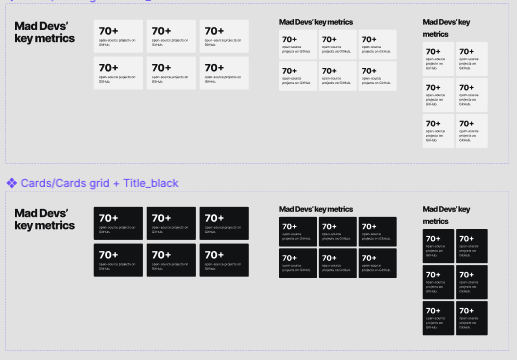 Mad Devs'
key metrics
70+
open-source projects on
GitHub.
70+
open-source projects on
GitHub.
70+
open-source projects on
GitHub.
70+
open-source projects on
GitHub.
70+
open-source projects on
GitHub.
70+
open-source projects on
GitHub.
Mad Devs' key metrics
70+
open-source
projects on GitHub.
70+
open-source
projects on GitHub.
70+
open-source
projects on GitHub.
70+
open-source
projects on GitHub.
70+
open-source
projects on GitHub.
70+
open-source
projects on GitHub.
Mad Devs' key
metrics
70+
open-source
projects on
GitHub.
70+
open-source
projects on
GitHub.
70+
open-source
projects on
GitHub.
70+
open-source
projects on
GitHub.
70+
open-source
projects on
GitHub.
70+
open-source
projects on
GitHub.
Cards/Cards grid + Title_black
Mad Devs'
key metrics
70+
open-source projects on
GitHub.
70+
open-source projects on
GitHub.
70+
open-source projects on
GitHub.
70+
open-source projects on
GitHub.
70+
open-source projects on
GitHub.
70+
open-source projects on
GitHub.
Mad Devs' key metrics
70+
open-source
projects on GitHub.
70+
open-source
projects on GitHub.
70+
open-source
projects on GitHub.
70+
open-source
projects on GitHub.
70+
open-source
projects on GitHub.
70+
open-source
projects on GitHub.
Mad Devs' key
metrics
70+
open-source
projects on
GitHub.
70+
open-source
projects on
GitHub.
70+
open-source
projects on
GitHub.
70+
open-source
projects on
GitHub.
70+
open-source
projects on
GitHub.
70+
open-source
projects on
GitHub.